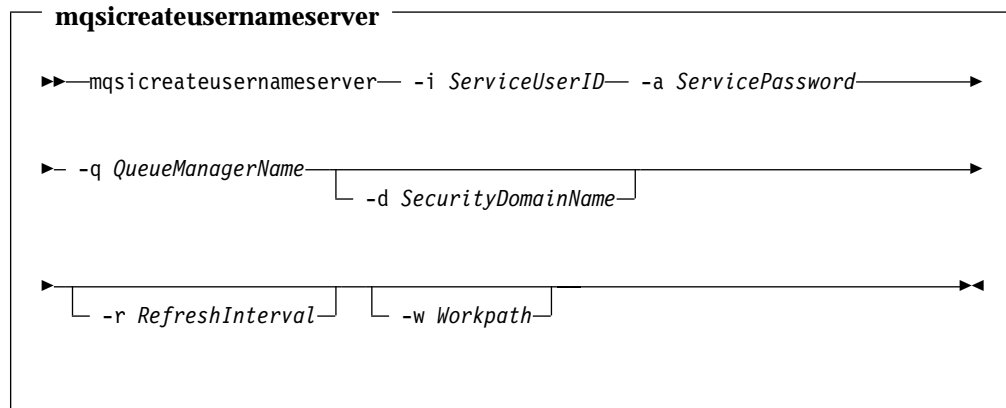 mqsicreateusernameserver
mqsicreateusernameserver -i ServiceUserID -a ServicePassword
-q QueueManagerName
-d SecurityDomainName
-r RefreshInterval -w Workpath